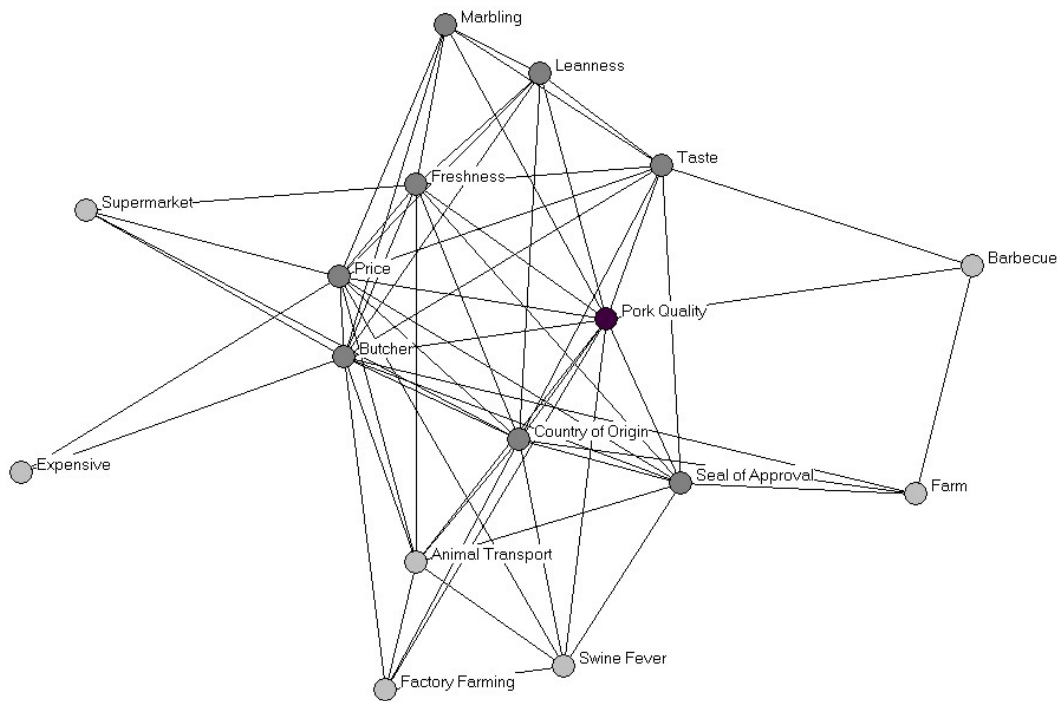 Marbling
Leanness
Taste
Freshness
Supermarket
Barbecue
Price
Pork Quality
Butcher
Country of Origin
Expensive
Seal of Approval
Farm
Animal Transport
Swine Fever
Factory Farming